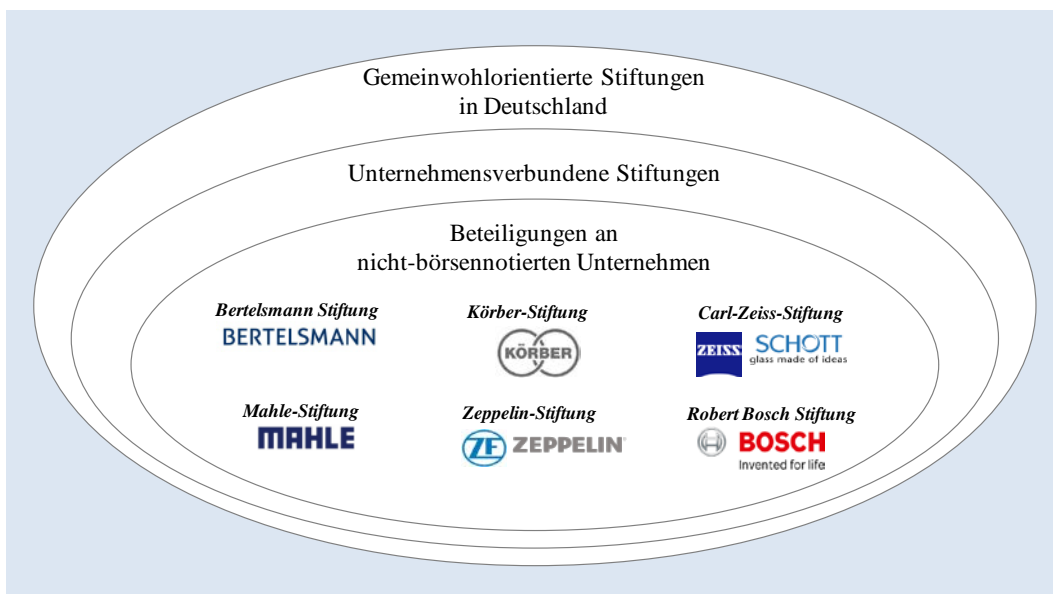 Gemeinwohlorientierte Stiftungen
in Deutschland
Unternehmensverbundene Stiftungen
Beteiligungen an
nicht-börsennotierten Unternehmen
Bertelsmann Stiftung
BERTELSMANN
Körber-Stiftung
KÖRBER
Carl-Zeiss-Stiftung
ZEISS
SCHOTT
glass made of ideas
Mahle-Stiftung
MAHLE
Zeppelin-Stiftung
ZF ZEPPELIN
Robert Bosch Stiftung
BOSCH
Invented for life